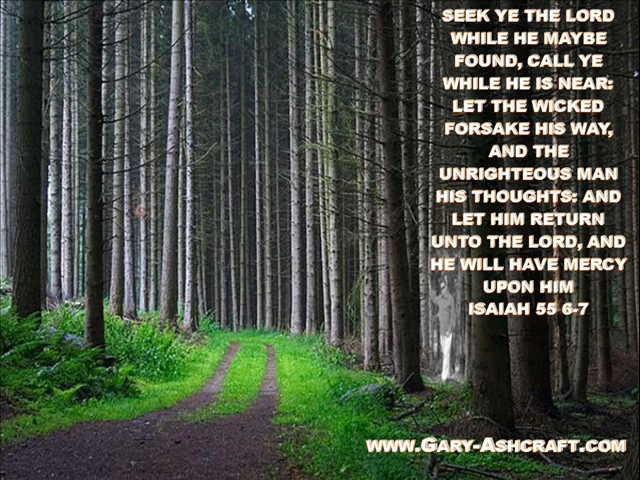 SEEK YE THE LORD
WHILE HE MAYBE
FOUND, CALL YE
WHILE HE IS NEAR:
LET THE WICKED
FORSAKE HIS WAY,
AND THE
UNRIGHTEOUS MAN
HIS THOUGHTS: AND
LET HIM RETURN
UNTO THE LORD, AND
HE WILL HAVE MERCY
UPON HIM
ISAIAH 55 6-7
WWW.GARY-ASHCRAFT.COM